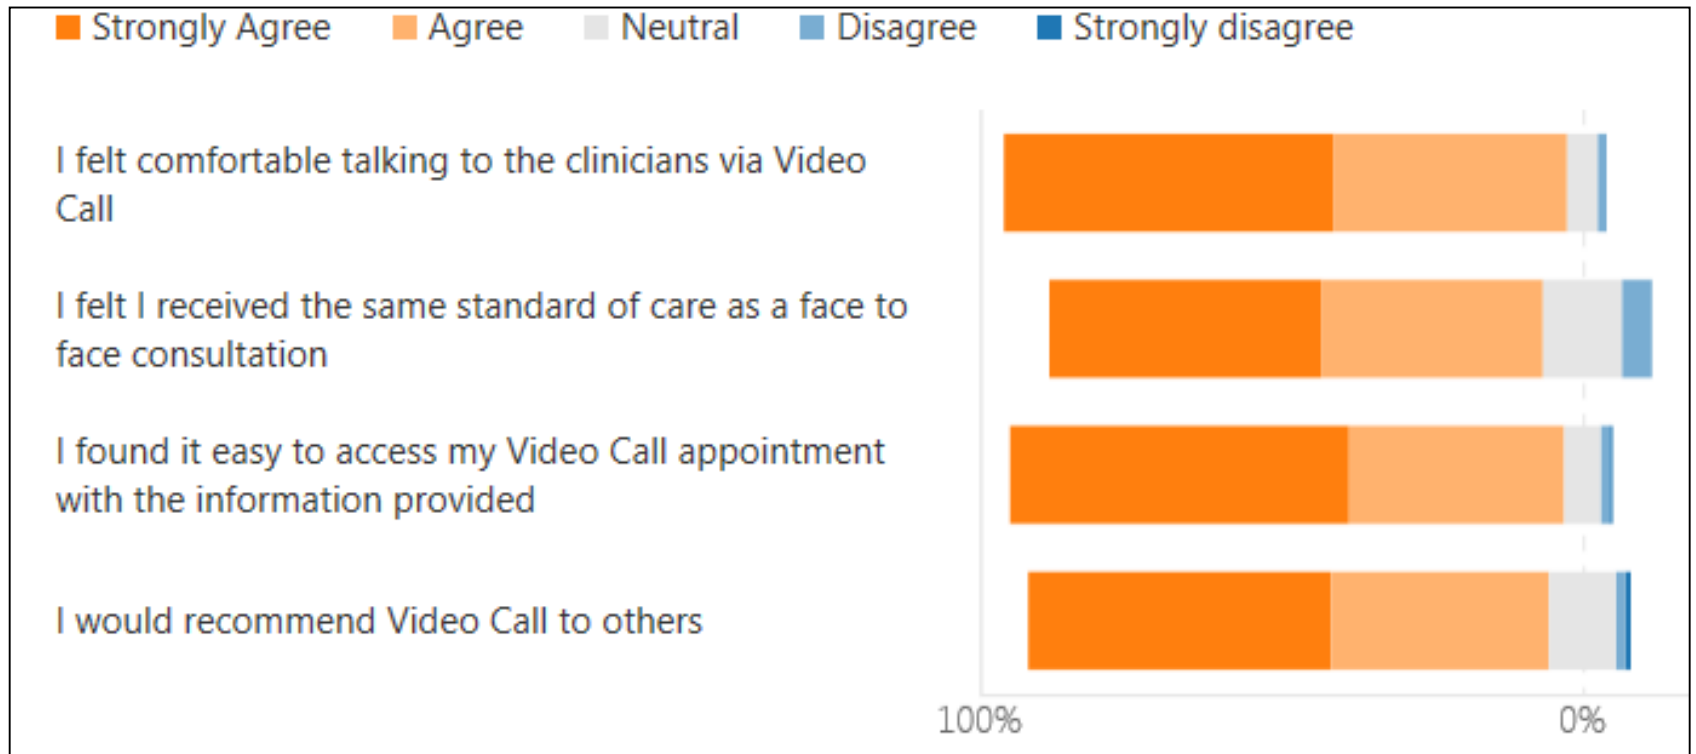 Strongly Agree Agree Neutral Disagree Strongly disagree
I felt comfortable talking to the clinicians via Video
Call
I felt I received the same standard of care as a face to
face consultation
I found it easy to access my Video Call appointment
with the information provided
I would recommend Video Call to others
100% 0%